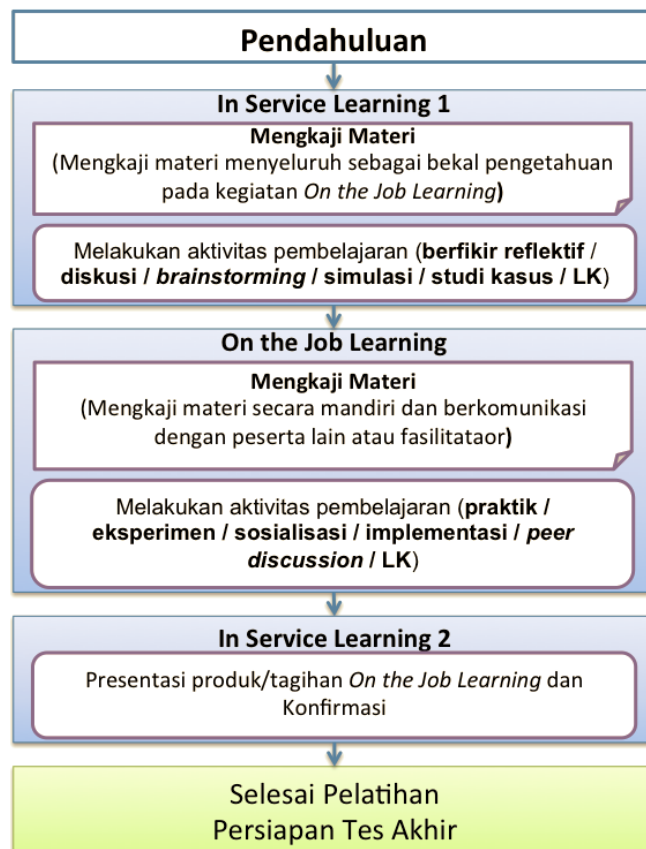 Pendahuluan
In Service Learning 1
Mengkaji Materi
(Mengkaji materi menyeluruh sebagai bekal pengetahuan
pada kegiatan On the Job Learning)
Melakukan aktivitas pembelajaran (berfikir reflektif /
diskusi / brainstorming / simulasi / studi kasus / LK)
On the Job Learning
Mengkaji Materi
(Mengkaji materi secara mandiri dan berkomunikasi
dengan peserta lain atau fasilitataor)
Melakukan aktivitas pembelajaran (praktik /
eksperimen / sosialisasi / implementasi / peer
discussion / LK)
In Service Learning 2
Presentasi produk/tagihan On the Job Learning dan
Konfirmasi
Selesai Pelatihan
Persiapan Tes Akhir